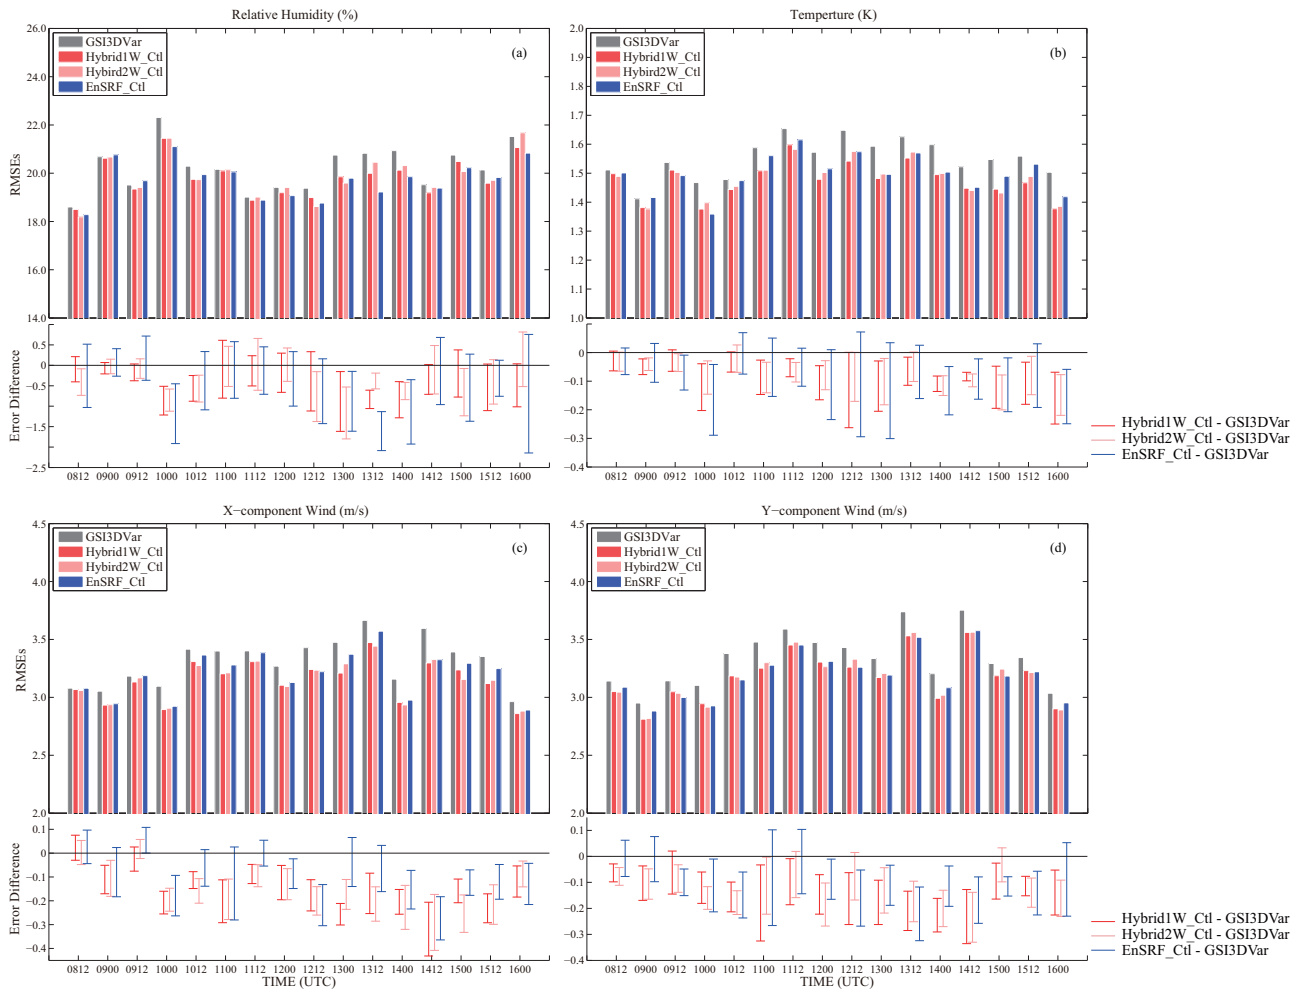 Relative Humidity (%)
26.0
24.0
22.0
20.0
18.0
16.0
14.0
RMSEs
GSI3DVar
Hybrid1W_Ctl
Hybird2W_Ctl
EnSRF_Ctl
(a)
0.5
0
−0.5
−1.5
−2.5
Error Difference
0812 0900 0912 1000 1012 1100 1112 1200 1212 1300 1312 1400 1412 1500 1512 1600
Temperture (K)
2.0
1.9
1.8
1.7
1.6
1.5
1.4
1.3
1.2
1.1
1.0
GSI3DVar
Hybrid1W_Ctl
Hybird2W_Ctl
EnSRF_Ctl
(b)
0
−0.1
−0.2
−0.3
−0.4
0812 0900 0912 1000 1012 1100 1112 1200 1212 1300 1312 1400 1412 1500 1512 1600
Hybrid1W_Ctl - GSI3DVar
Hybrid2W_Ctl - GSI3DVar
EnSRF_Ctl - GSI3DVar
X−component Wind (m/s)
4.5
4.0
3.5
3.0
2.5
2.0
RMSEs
GSI3DVar
Hybrid1W_Ctl
Hybird2W_Ctl
EnSRF_Ctl
(c)
0.1
0
−0.1
−0.2
−0.3
−0.4
Error Difference
0812 0900 0912 1000 1012 1100 1112 1200 1212 1300 1312 1400 1412 1500 1512 1600
TIME (UTC)
Y−component Wind (m/s)
4.5
4.0
3.5
3.0
2.5
2.0
GSI3DVar
Hybrid1W_Ctl
Hybird2W_Ctl
EnSRF_Ctl
(d)
0.1
0
−0.1
−0.2
−0.3
−0.4
0812 0900 0912 1000 1012 1100 1112 1200 1212 1300 1312 1400 1412 1500 1512 1600
TIME (UTC)
Hybrid1W_Ctl - GSI3DVar
Hybrid2W_Ctl - GSI3DVar
EnSRF_Ctl - GSI3DVar